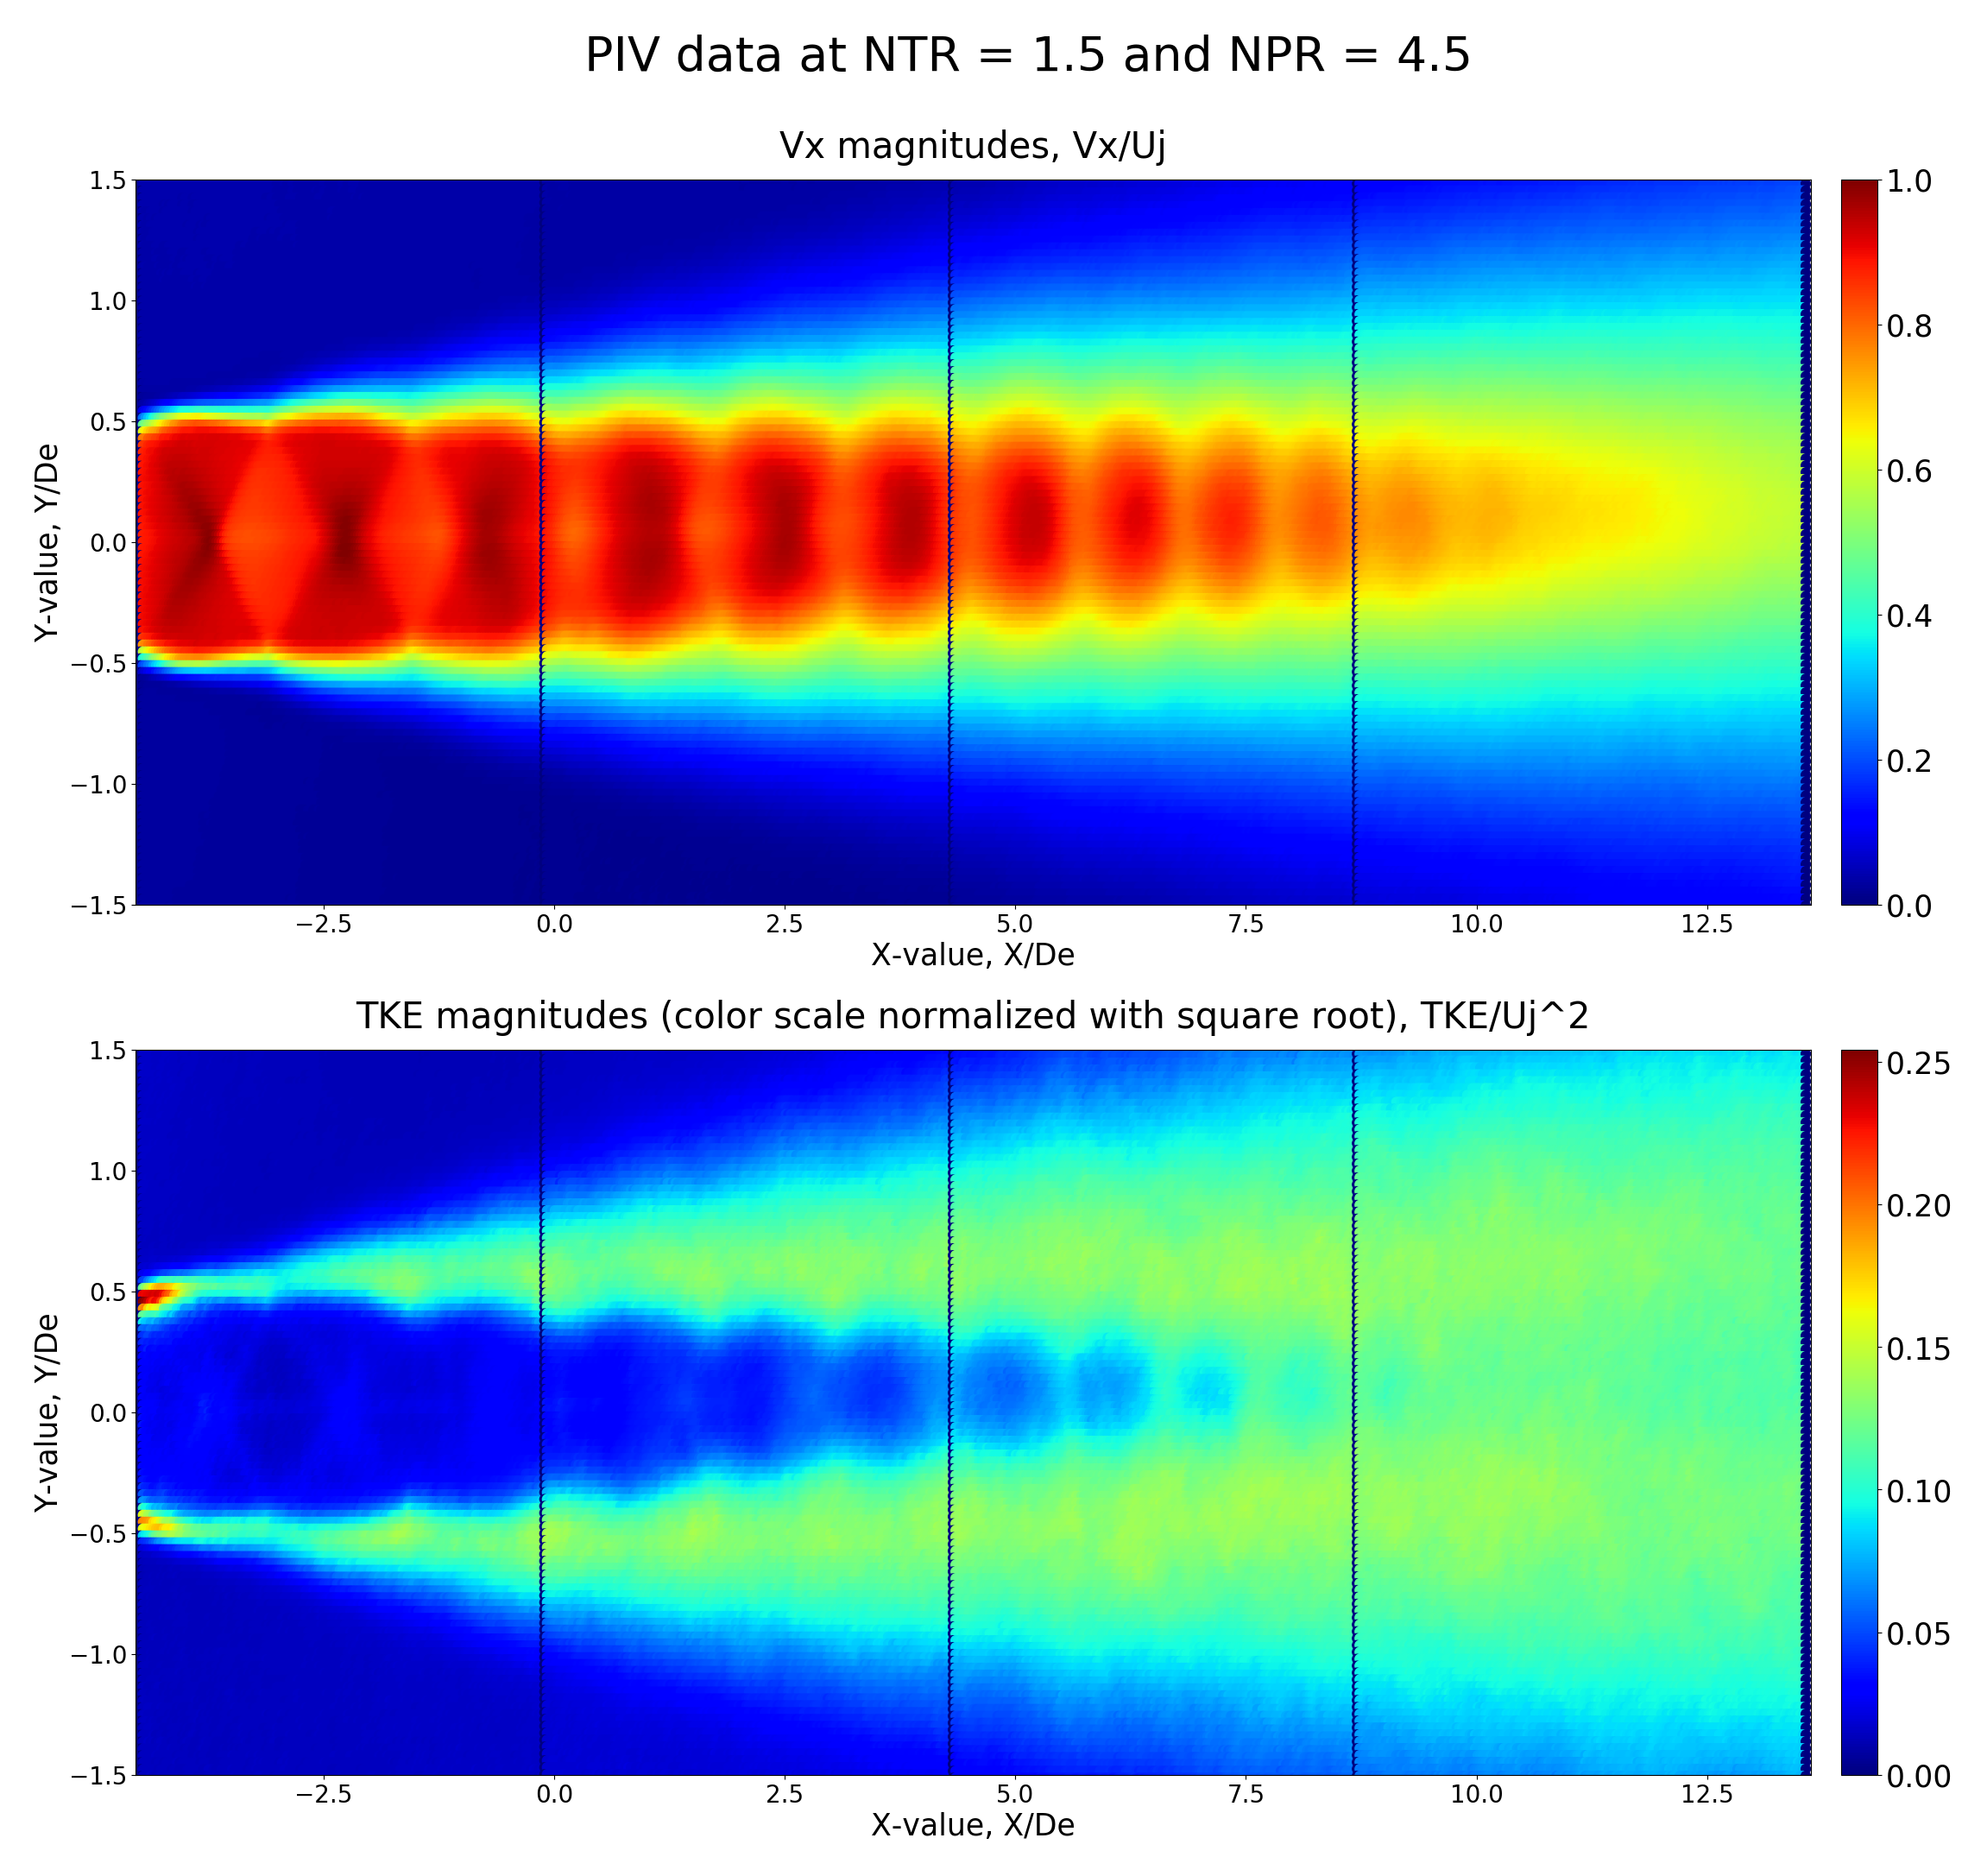 PIV data at NTR = 1.5 and NPR = 4.5
Vx magnitudes, Vx/Uj
1.5
1.0
0.5
0.0
−0.5
−1.0
−1.5
Y-value, Y/De
−2.5 0.0 2.5 5.0 7.5 10.0 12.5
X-value, X/De
1.0
0.8
0.6
0.4
0.2
0.0
TKE magnitudes (color scale normalized with square root), TKE/Uj^2
1.5
1.0
0.5
0.0
−0.5
−1.0
−1.5
Y-value, Y/De
−2.5 0.0 2.5 5.0 7.5 10.0 12.5
X-value, X/De
0.25
0.20
0.15
0.10
0.05
0.00